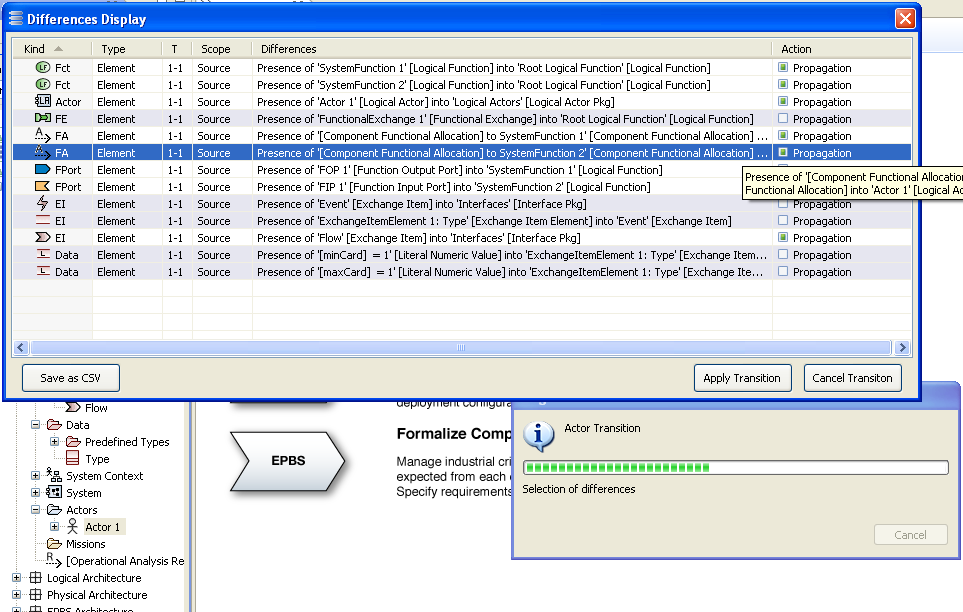 Differences Display
Kind Type T Scope Differences Action
Fct Element 1-1 Source Presence of 'SystemFunction 1' [Logical Function] into 'Root Logical Function' [Logical Function] Propagation
Fct Element 1-1 Source Presence of 'SystemFunction 2' [Logical Function] into 'Root Logical Function' [Logical Function] Propagation
Actor Element 1-1 Source Presence of 'Actor 1' [Logical Actor] into 'Logical Actors' [Logical Actor Pkg] Propagation
FE Element 1-1 Source Presence of 'FunctionalExchange 1' [Functional Exchange] into 'Root Logical Function' [Logical Function] Propagation
FA Element 1-1 Source Presence of '[Component Functional Allocation] to SystemFunction 1' [Component Functional Allocation] ... Propagation
FA Element 1-1 Source Presence of '[Component Functional Allocation] to SystemFunction 2' [Component Functional Allocation] ... Propagation
FPort Element 1-1 Source Presence of 'FOP 1' [Function Output Port] into 'SystemFunction 1' [Logical Function]
FPort Element 1-1 Source Presence of 'FIP 1' [Function Input Port] into 'SystemFunction 2' [Logical Function]
Presence of '[Component Functional Allocatio
Functional Allocation] into 'Actor 1' [Logical Ac
EI Element 1-1 Source Presence of 'Event' [Exchange Item] into 'Interfaces' [Interface Pkg] Propagation
EI Element 1-1 Source Presence of 'ExchangeItemElement 1: Type' [Exchange Item Element] into 'Event' [Exchange Item] Propagation
EI Element 1-1 Source Presence of 'Flow' [Exchange Item] into 'Interfaces' [Interface Pkg] Propagation
Data Element 1-1 Source Presence of '[minCard] = 1' [Literal Numeric Value] into 'ExchangeItemElement 1: Type' [Exchange Item... Propagation
Data Element 1-1 Source Presence of '[maxCard] = 1' [Literal Numeric Value] into 'ExchangeItemElement 1: Type' [Exchange Ite... Propagation
Save as CSV Apply Transition Cancel Transiton
Flow
Data
Predefined Types
Type
System Context
System
Actors
Actor 1
Missions
[Operational Analysis Re
Logical Architecture
Physical Architecture
EPBS Architecture
EPBS
deployment configura
Formalize Comp
Manage industrial cri
expected from each
Specify requirements
Actor Transition
Selection of differences
Cancel